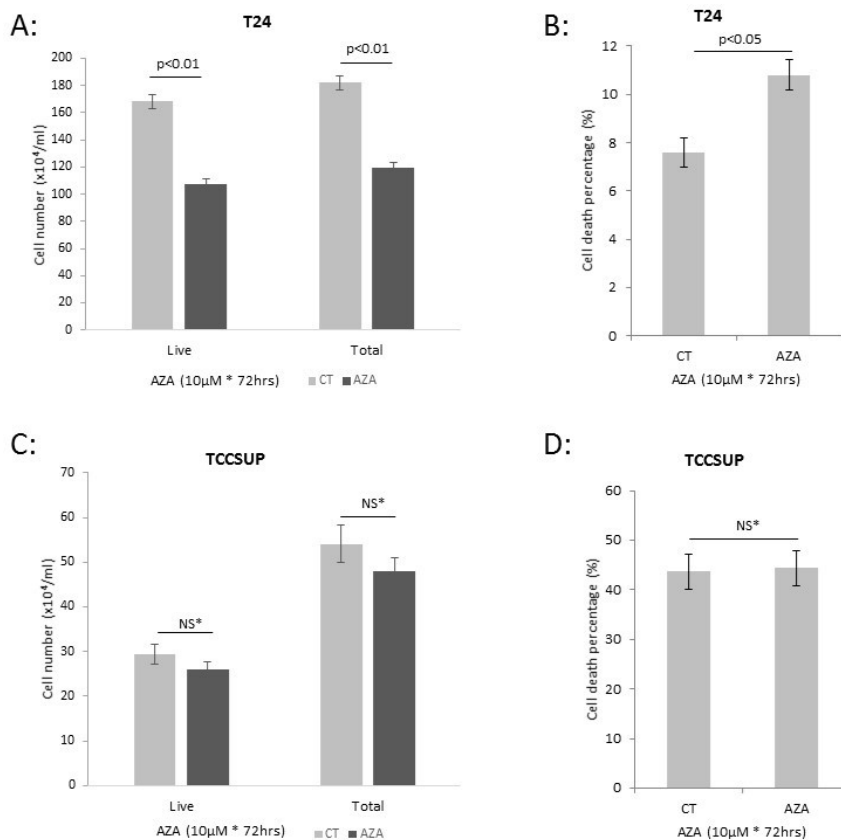 A:
T24
Cell number (x10⁴/ml)
200
180
160
140
120
100
80
60
40
20
0
p<0.01
p<0.01
Live
Total
AZA (10µM * 72hrs)
CT
AZA
B:
T24
Cell death percentage (%)
12
10
8
6
4
2
0
p<0.05
CT
AZA
AZA (10µM * 72hrs)
C:
TCCSUP
Cell number (x10⁴/ml)
70
60
50
40
30
20
10
0
NS*
NS*
Live
Total
AZA (10µM * 72hrs)
CT
AZA
D:
TCCSUP
Cell death percentage (%)
60
50
40
30
20
10
0
NS*
CT
AZA
AZA (10µM * 72hrs)